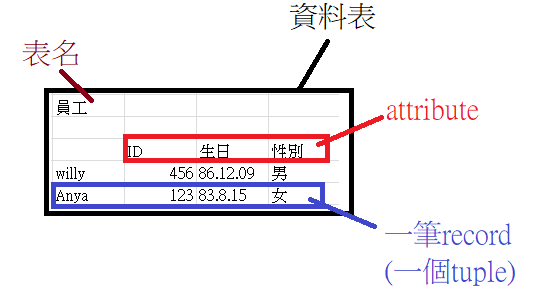 資料表
表名
員工
attribute
ID 生日 性別
willy 456 86.12.09 男
Anya 123 83.8.15 女
一筆record
(一個tuple)